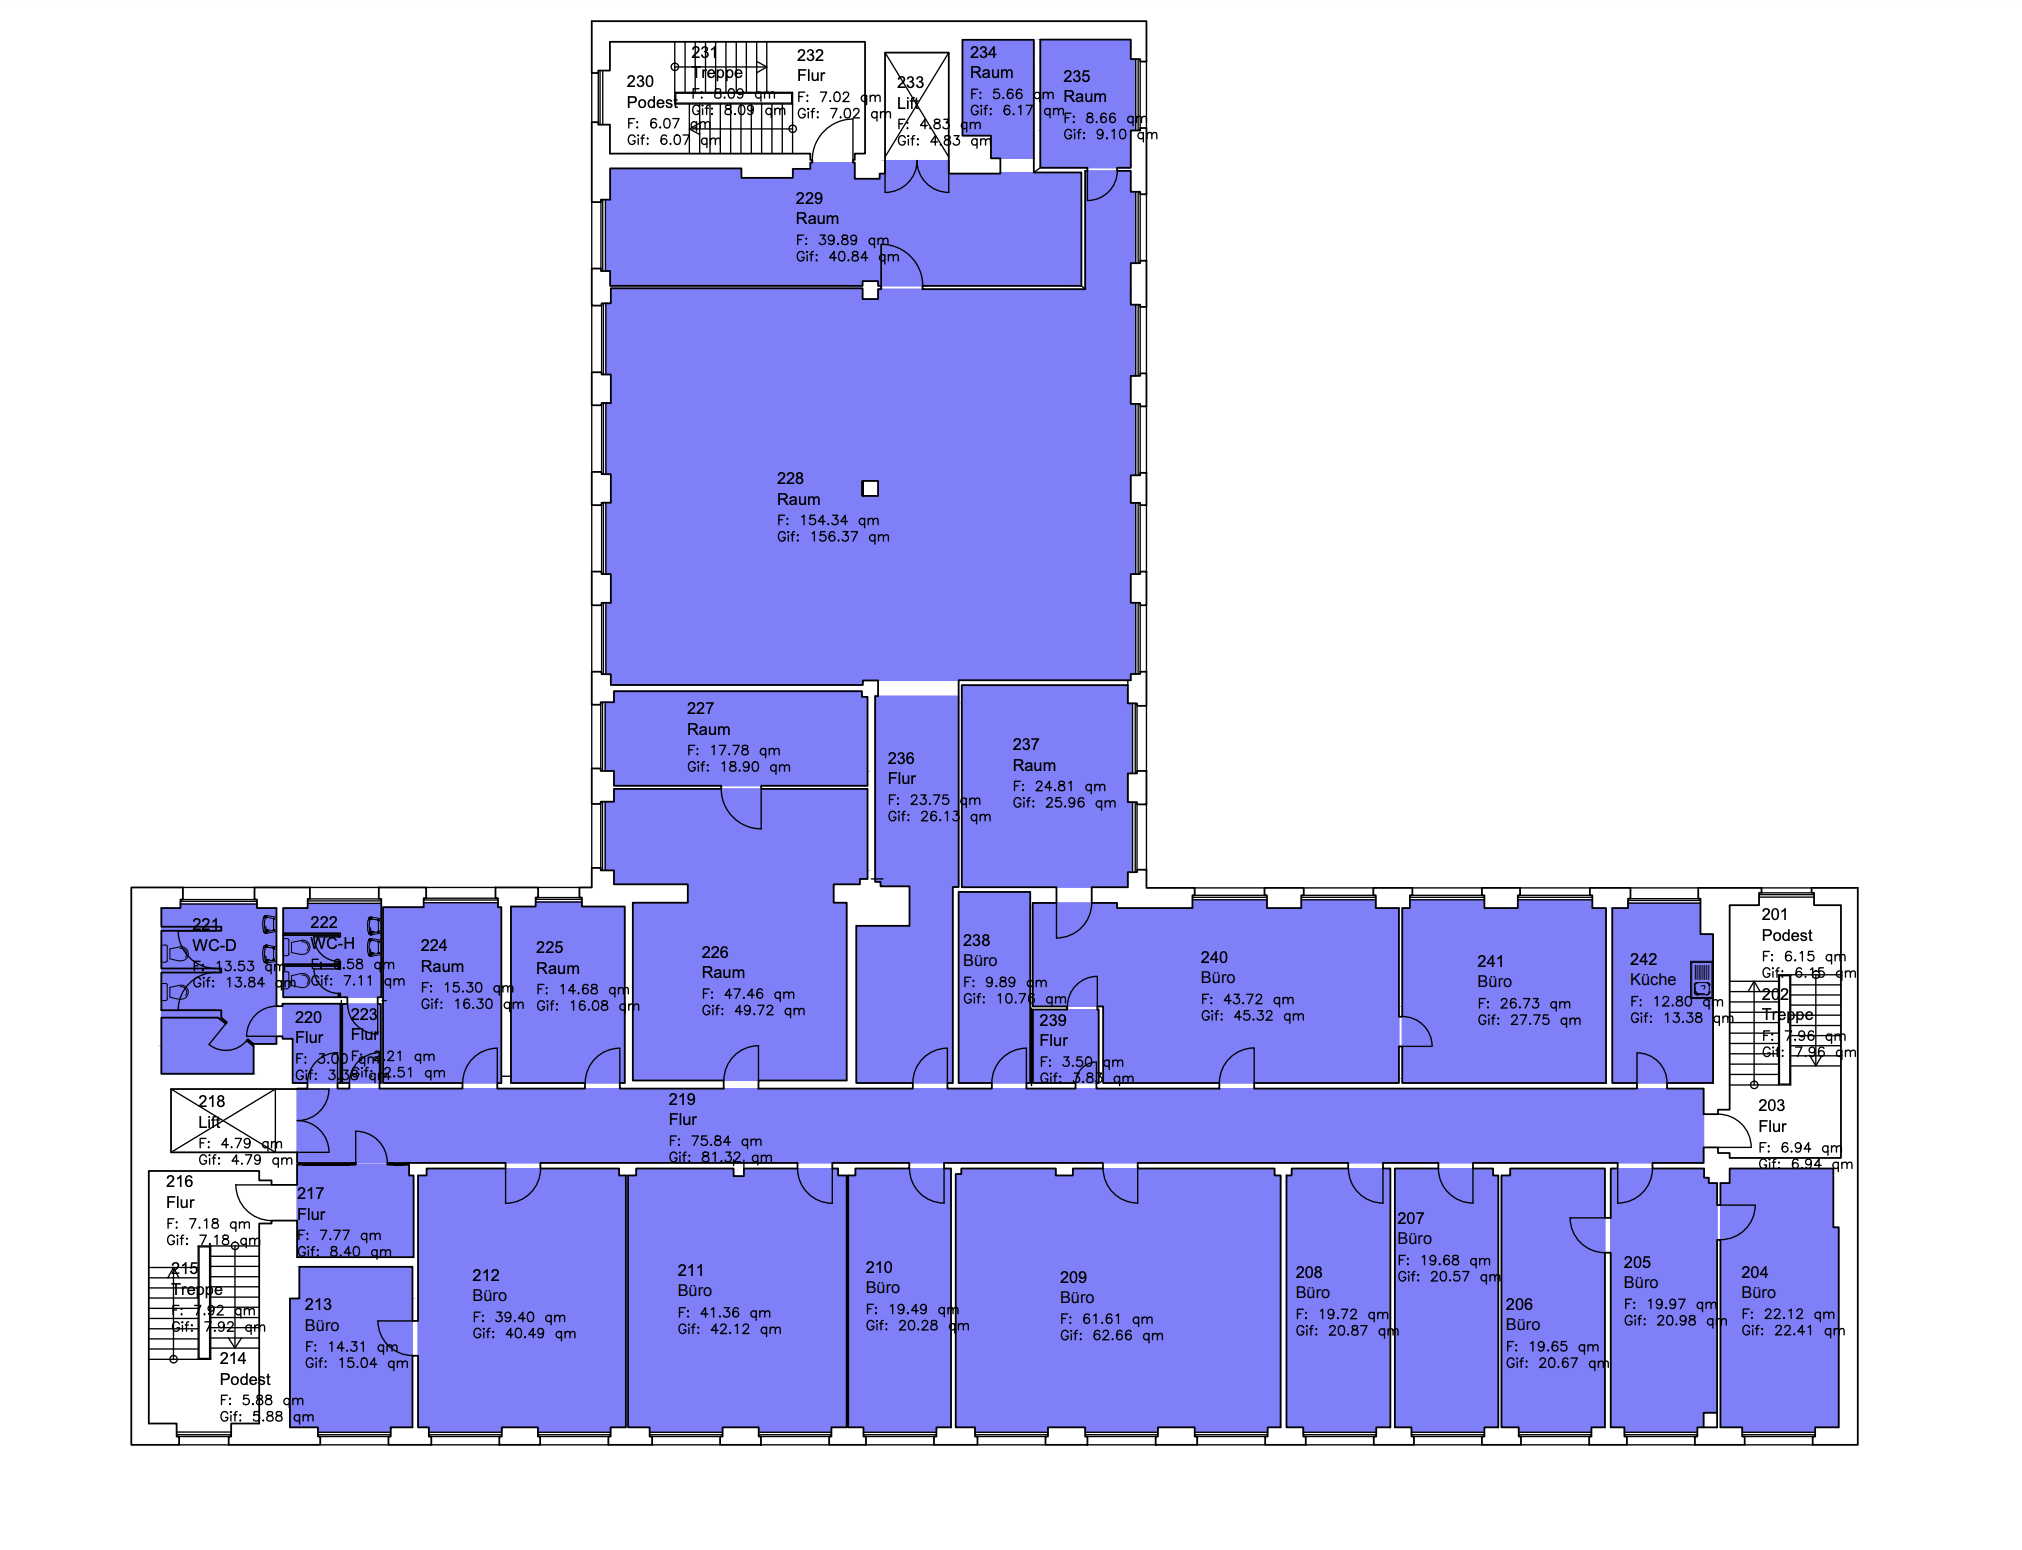 230
Podest
F: 6.07 qm
Gif: 6.07 qm
231
Treppe
F: 8.09 qm
Gif: 8.09 qm
232
Flur
F: 7.02 qm
Gif: 7.02 qm
233
Lift
F: 4.83 qm
Gif: 4.83 qm
234
Raum
F: 5.66 qm
Gif: 6.17 qm
235
Raum
F: 8.66 qm
Gif: 9.10 qm
229
Raum
F: 39.89 qm
Gif: 40.84 qm
228
Raum
F: 154.34 qm
Gif: 156.37 qm
227
Raum
F: 17.78 qm
Gif: 18.90 qm
236
Flur
F: 23.75 qm
Gif: 26.13 qm
237
Raum
F: 24.81 qm
Gif: 25.96 qm
221
WC-D
F: 13.53 qm
Gif: 13.84 qm
222
WC-H
F: 6.58 qm
Gif: 7.11 qm
224
Raum
F: 15.30 qm
Gif: 16.30 qm
225
Raum
F: 14.68 qm
Gif: 16.08 qm
226
Raum
F: 47.46 qm
Gif: 49.72 qm
238
Büro
F: 9.89 qm
Gif: 10.76 qm
240
Büro
F: 43.72 qm
Gif: 45.32 qm
241
Büro
F: 26.73 qm
Gif: 27.75 qm
242
Küche
F: 12.80 qm
Gif: 13.38 qm
201
Podest
F: 6.15 qm
Gif: 6.15 qm
202
Treppe
F: 7.96 qm
Gif: 7.96 qm
220
Flur
F: 3.00 qm
Gif: 3.38 qm
223
Flur
F: 2.21 qm
Gif: 2.51 qm
239
Flur
F: 3.50 qm
Gif: 3.83 qm
218
Lift
F: 4.79 qm
Gif: 4.79 qm
219
Flur
F: 75.84 qm
Gif: 81.32 qm
203
Flur
F: 6.94 qm
Gif: 6.94 qm
216
Flur
F: 7.18 qm
Gif: 7.18 qm
217
Flur
F: 7.77 qm
Gif: 8.40 qm
215
Treppe
F: 7.92 qm
Gif: 7.92 qm
214
Podest
F: 5.88 qm
Gif: 5.88 qm
213
Büro
F: 14.31 qm
Gif: 15.04 qm
212
Büro
F: 39.40 qm
Gif: 40.49 qm
211
Büro
F: 41.36 qm
Gif: 42.12 qm
210
Büro
F: 19.49 qm
Gif: 20.28 qm
209
Büro
F: 61.61 qm
Gif: 62.66 qm
208
Büro
F: 19.72 qm
Gif: 20.87 qm
207
Büro
F: 19.68 qm
Gif: 20.57 qm
206
Büro
F: 19.65 qm
Gif: 20.67 qm
205
Büro
F: 19.97 qm
Gif: 20.98 qm
204
Büro
F: 22.12 qm
Gif: 22.41 qm